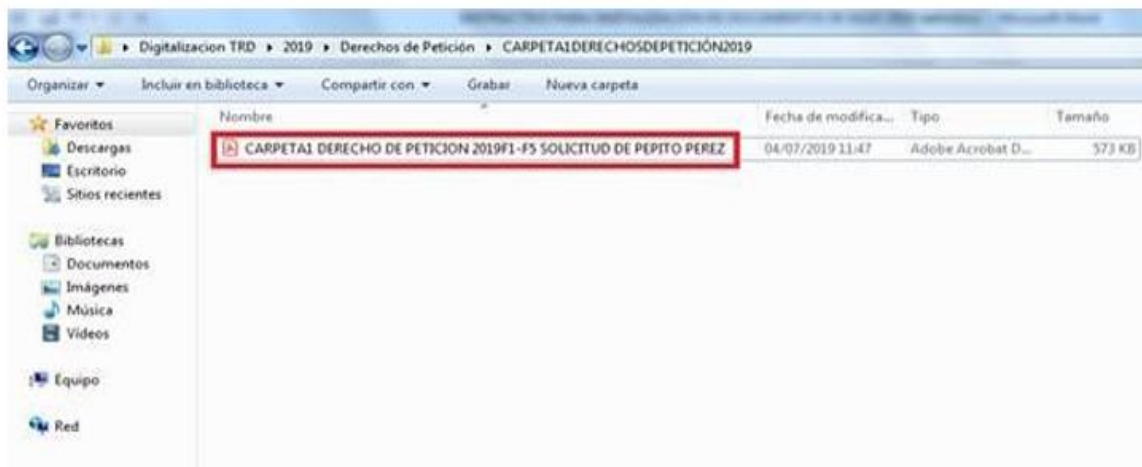 Digitalizacion TRD ▸ 2019 ▸ Derechos de Petición ▸ CARPETA1DERECHOSDEPETICIÓN2019
Organizar Incluir en biblioteca Compartir con Grabar Nueva carpeta
Nombre Fecha de modifica... Tipo Tamaño
CARPETA1 DERECHO DE PETICION 2019F1-F5 SOLICITUD DE PEPITO PEREZ 04/07/2019 11:47 Adobe Acrobat D... 573 KB
Favoritos
Descargas
Escritorio
Sitios recientes
Bibliotecas
Documentos
Imágenes
Música
Vídeos
Equipo
Red